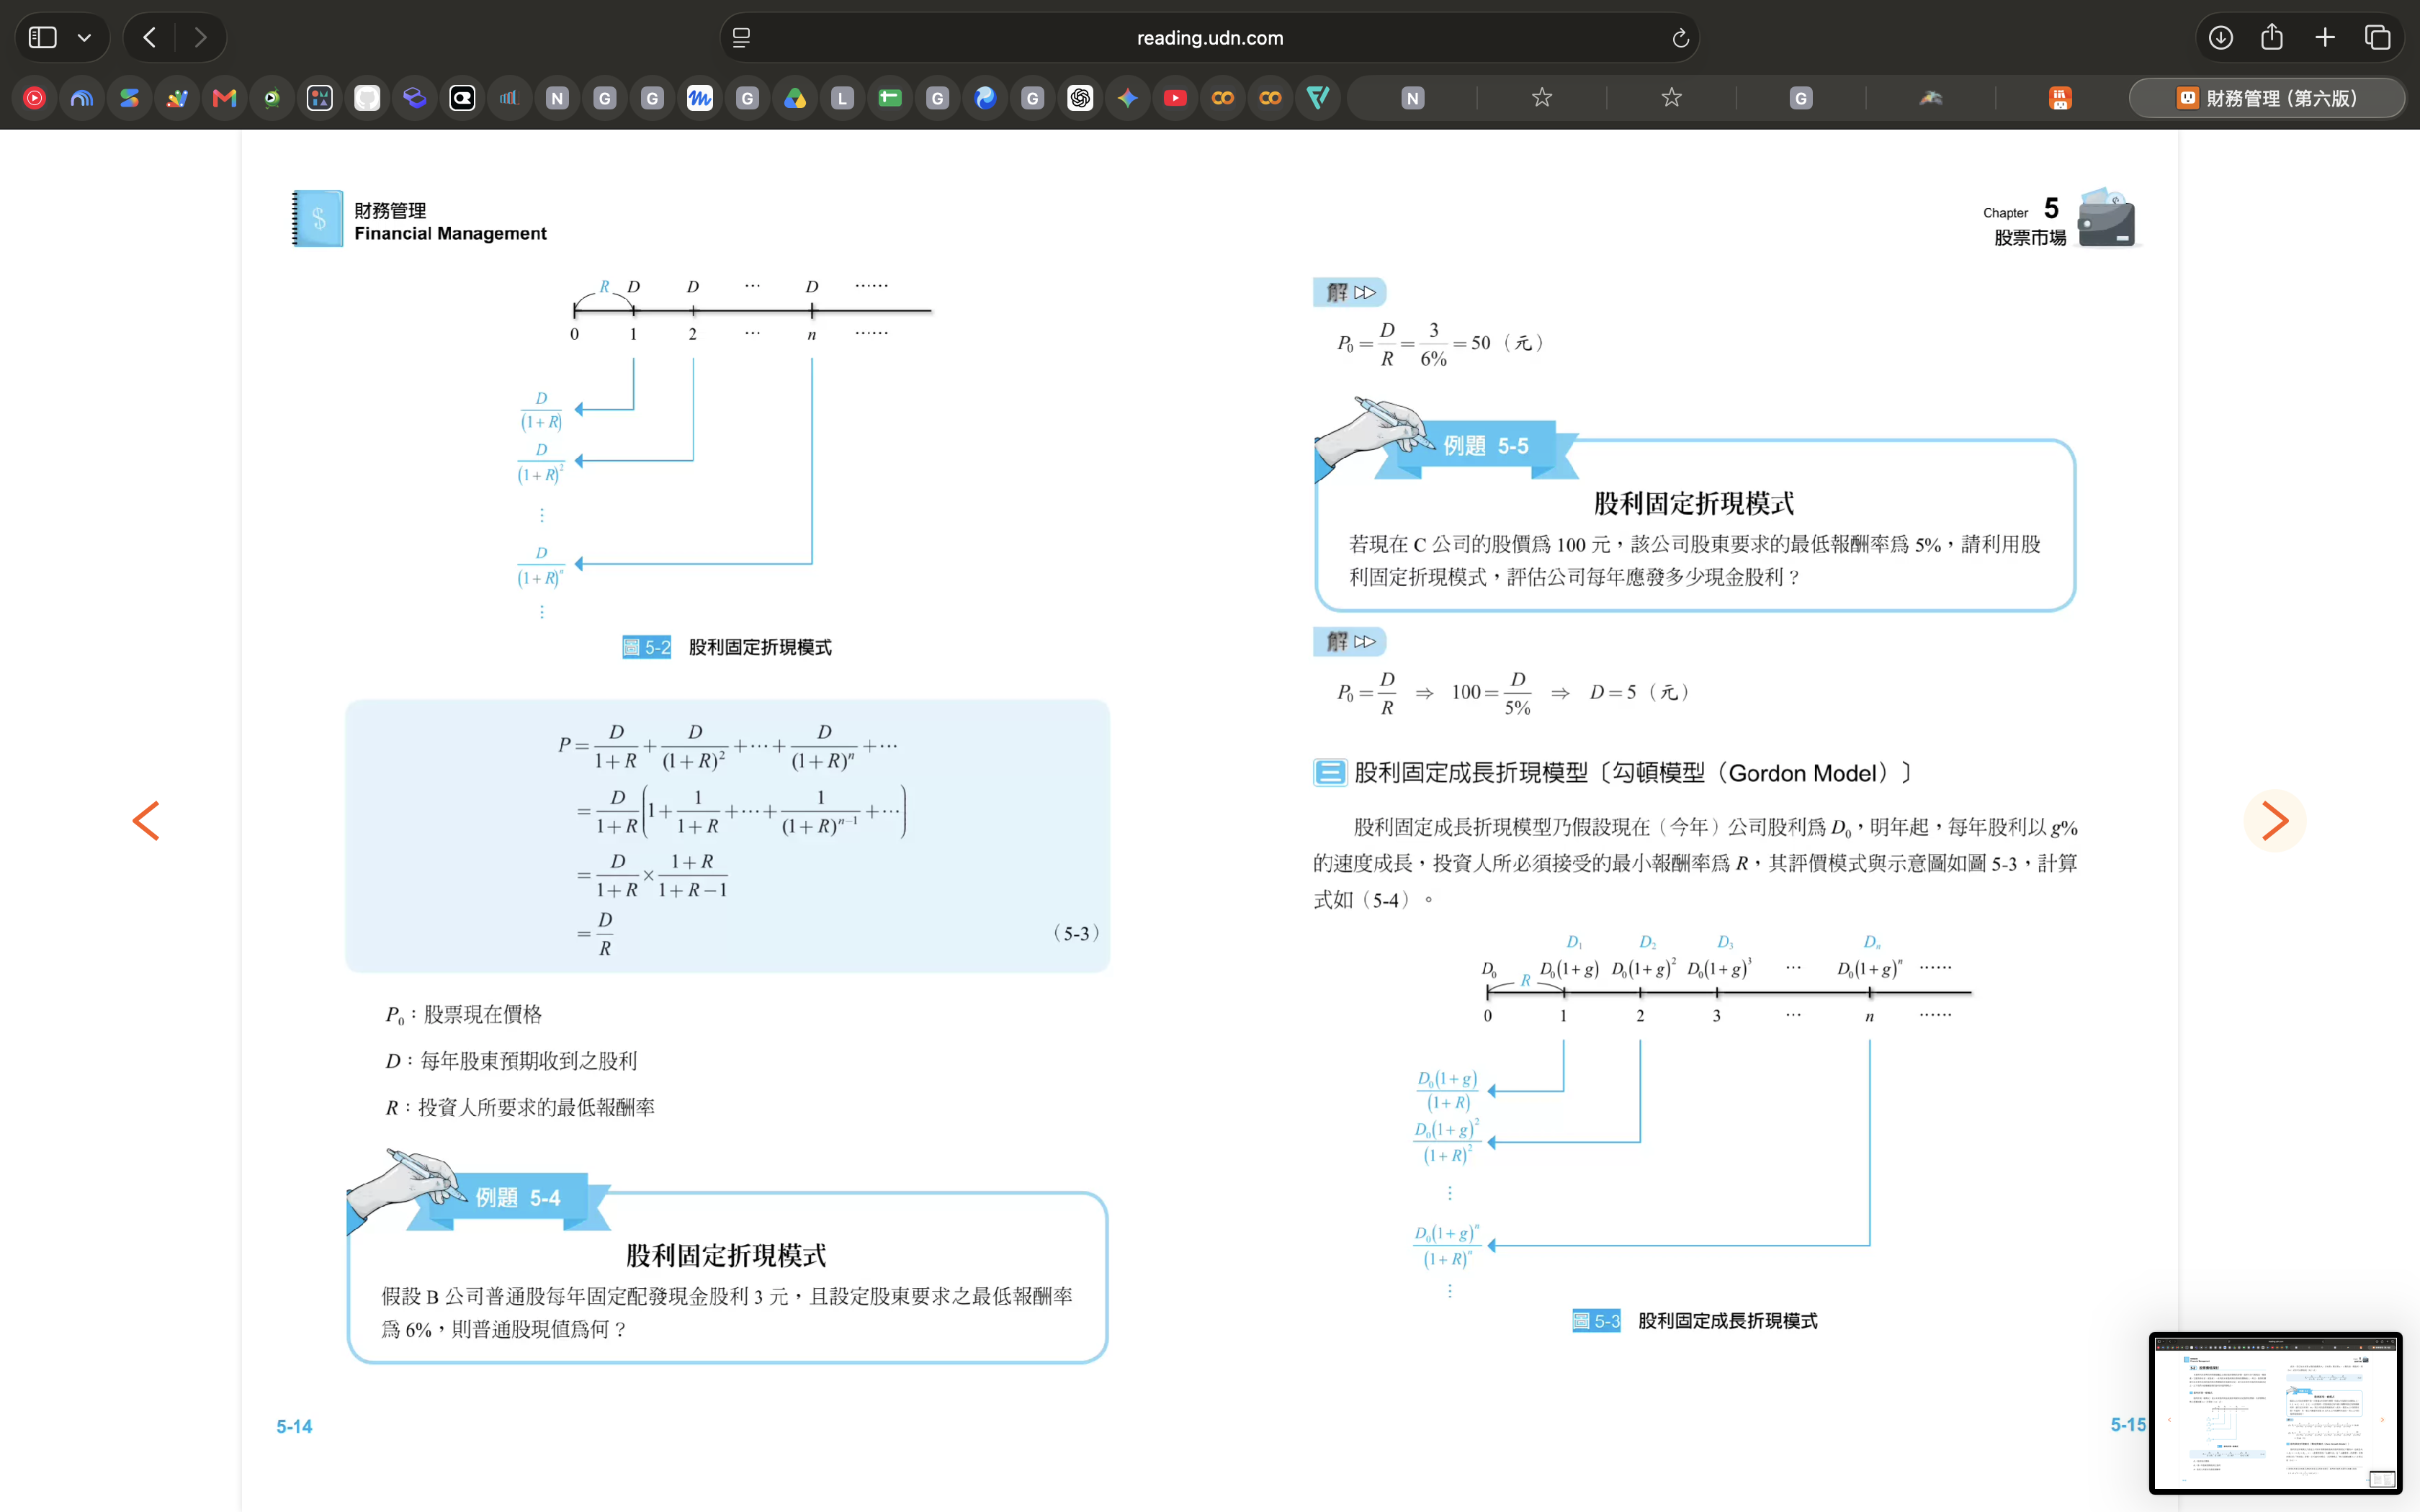 reading.udn.com
N
G
G
G
L
G
G
N
G
財務管理 (第六版)
財務管理
Financial Management
R D D ⋯ D ⋯⋯
0 1 2 ⋯ n ⋯⋯
D/(1+R)
D/(1+R)²
⋮
D/(1+R)ⁿ
⋮
圖 5-2 股利固定折現模式
P = D/(1+R) + D/(1+R)² + ⋯ + D/(1+R)ⁿ + ⋯
= D/(1+R) (1 + 1/(1+R) + ⋯ + 1/(1+R)ⁿ⁻¹ + ⋯)
= D/(1+R) × (1+R)/(1+R−1)
= D/R （5-3）
P₀：股票現在價格
D：每年股東預期收到之股利
R：投資人所要求的最低報酬率
例題 5-4
股利固定折現模式
假設 B 公司普通股每年固定配發現金股利 3 元，且設定股東要求之最低報酬率
為 6%，則普通股現值為何？
5-14
Chapter 5
股票市場
解
P₀ = D/R = 3/6% = 50（元）
例題 5-5
股利固定折現模式
若現在 C 公司的股價為 100 元，該公司股東要求的最低報酬率為 5%，請利用股
利固定折現模式，評估公司每年應發多少現金股利？
解
P₀ = D/R ⇒ 100 = D/5% ⇒ D = 5（元）
三 股利固定成長折現模型〔勾頓模型（Gordon Model）〕
股利固定成長折現模型乃假設現在（今年）公司股利為 D₀，明年起，每年股利以 g%
的速度成長，投資人所必須接受的最小報酬率為 R，其評價模式與示意圖如圖 5-3，計算
式如（5-4）。
D₁ D₂ D₃ Dₙ
D₀ R D₀(1+g) D₀(1+g)² D₀(1+g)³ ⋯ D₀(1+g)ⁿ ⋯⋯
0 1 2 3 ⋯ n ⋯⋯
D₀(1+g)/(1+R)
D₀(1+g)²/(1+R)²
⋮
D₀(1+g)ⁿ/(1+R)ⁿ
⋮
圖 5-3 股利固定成長折現模式
5-15